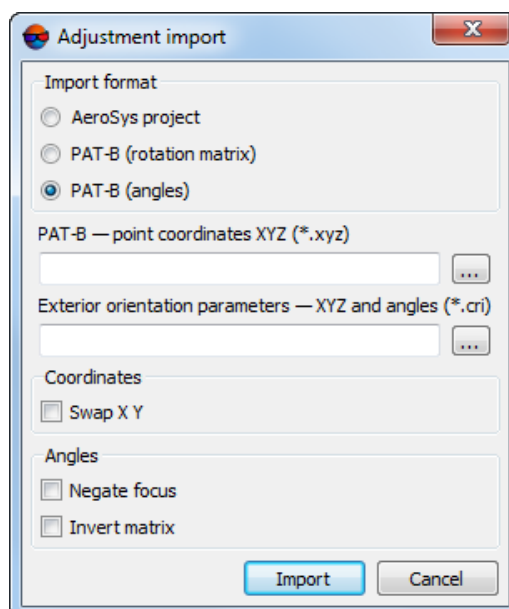 Adjustment import
Import format
AeroSys project
PAT-B (rotation matrix)
PAT-B (angles)
PAT-B — point coordinates XYZ (*.xyz)
...
Exterior orientation parameters — XYZ and angles (*.cri)
...
Coordinates
Swap X Y
Angles
Negate focus
Invert matrix
Import Cancel